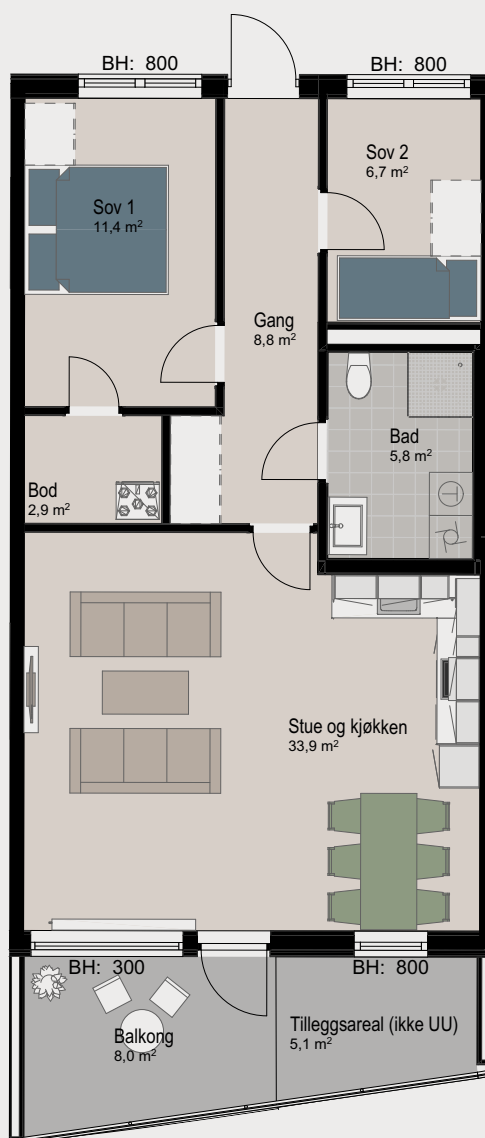 BH: 800
BH: 800
Sov 2
6,7 m²
Sov 1
11,4 m²
Gang
8,8 m²
Bad
5,8 m²
Bod
2,9 m²
Stue og kjøkken
33,9 m²
BH: 300
BH: 800
Tilleggsareal (ikke UU)
5,1 m²
Balkong
8,0 m²